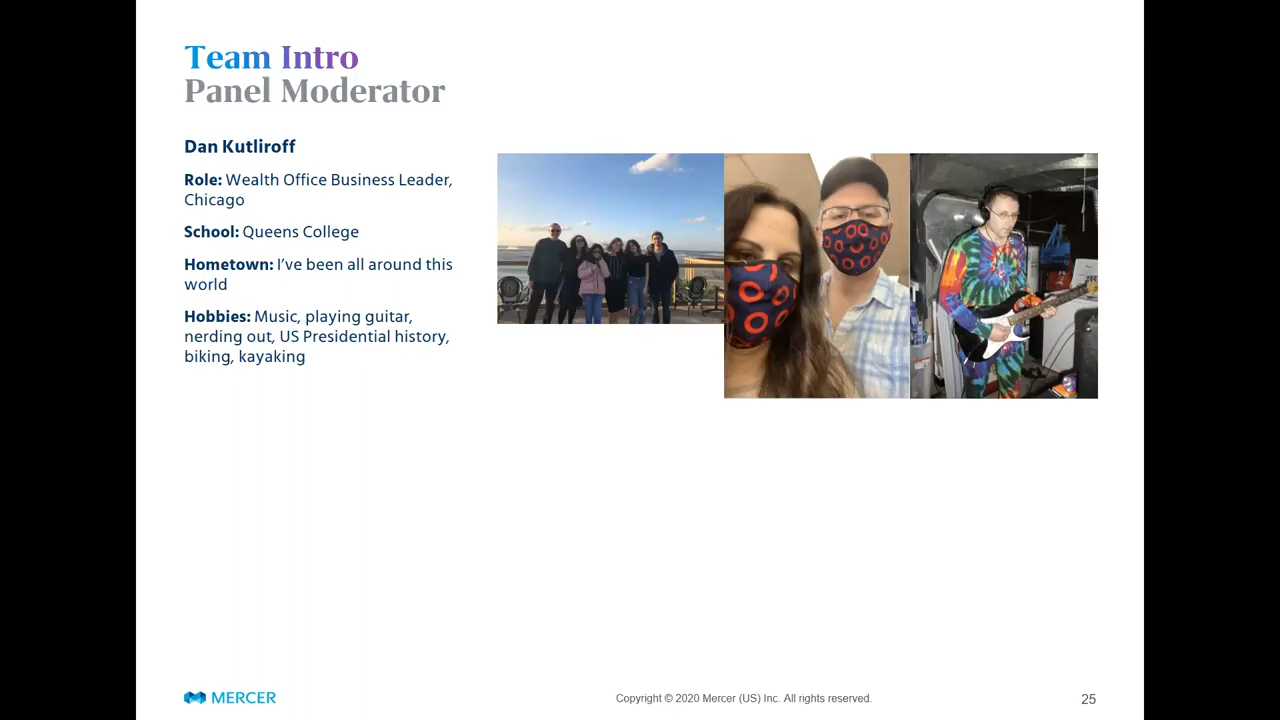 Team Intro
Panel Moderator
Dan Kutliroff
Role: Wealth Office Business Leader,
Chicago
School: Queens College
Hometown: I’ve been all around this
world
Hobbies: Music, playing guitar,
nerding out, US Presidential history,
biking, kayaking
MERCER
Copyright © 2020 Mercer (US) Inc. All rights reserved.
25